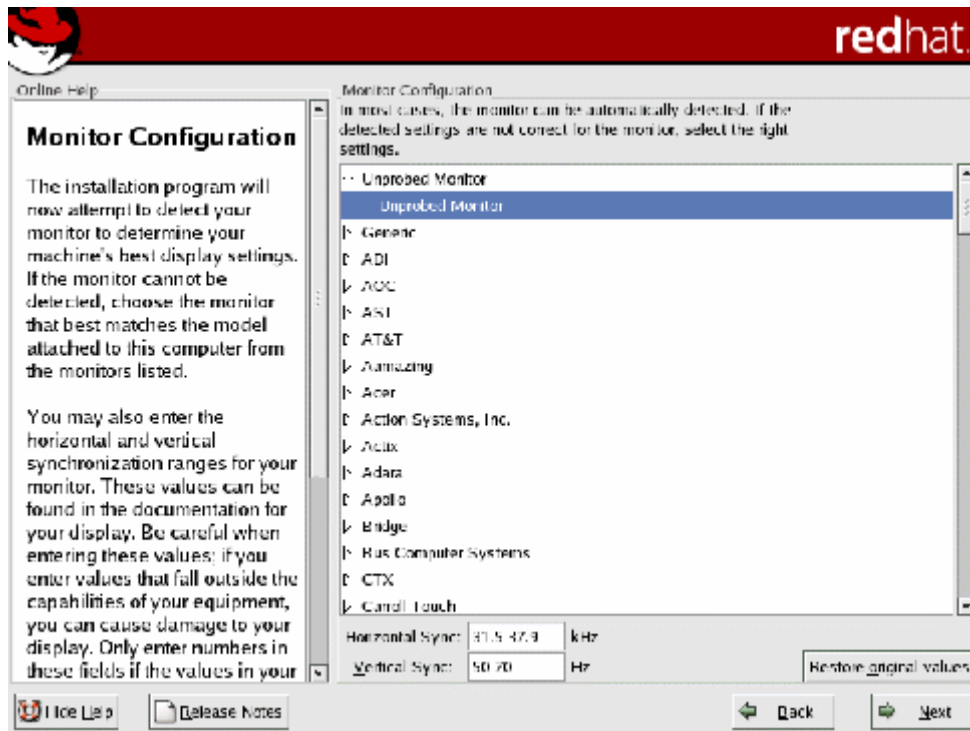 redhat.
Online Help
Monitor Configuration
The installation program will
now attempt to detect your
monitor to determine your
machine's best display settings.
If the monitor cannot be
detected, choose the monitor
that best matches the model
attached to this computer from
the monitors listed.
You may also enter the
horizontal and vertical
synchronization ranges for your
monitor. These values can be
found in the documentation for
your display. Be careful when
entering these values; if you
enter values that fall outside the
capabilities of your equipment,
you can cause damage to your
display. Only enter numbers in
these fields if the values in your
Monitor Configuration
In most cases, the monitor can be automatically detected. If the
detected settings are not correct for the monitor, select the right
settings.
Unprobed Monitor
Unprobed Monitor
Generic
ADI
AOC
AST
AT&T
Aamazing
Acer
Action Systems, Inc.
Actix
Adara
Apollo
Bridge
Bus Computer Systems
CTX
Carroll Touch
Horizontal Sync: 31.5-37.9 kHz
Vertical Sync: 50-70 Hz
Restore original values
Hide Help
Release Notes
Back
Next